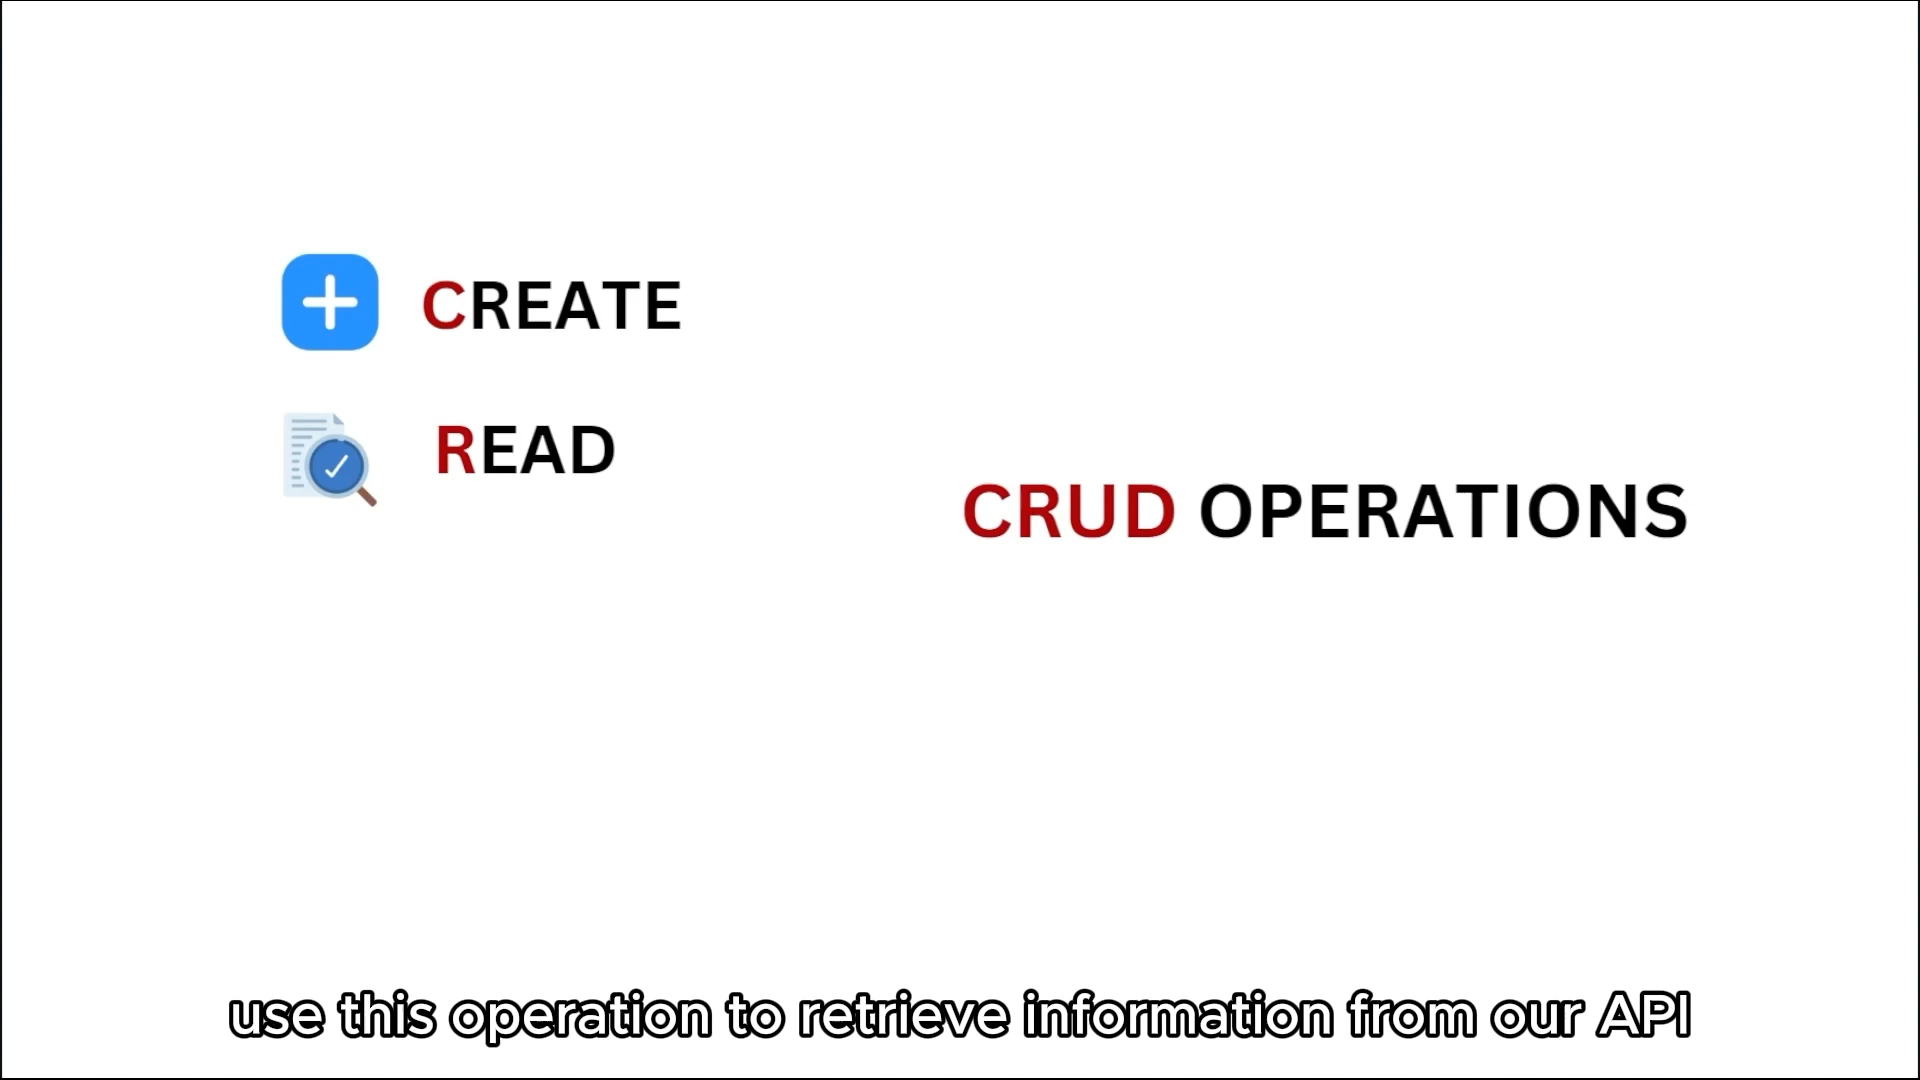 CREATE
READ
CRUD OPERATIONS
use this operation to retrieve information from our API